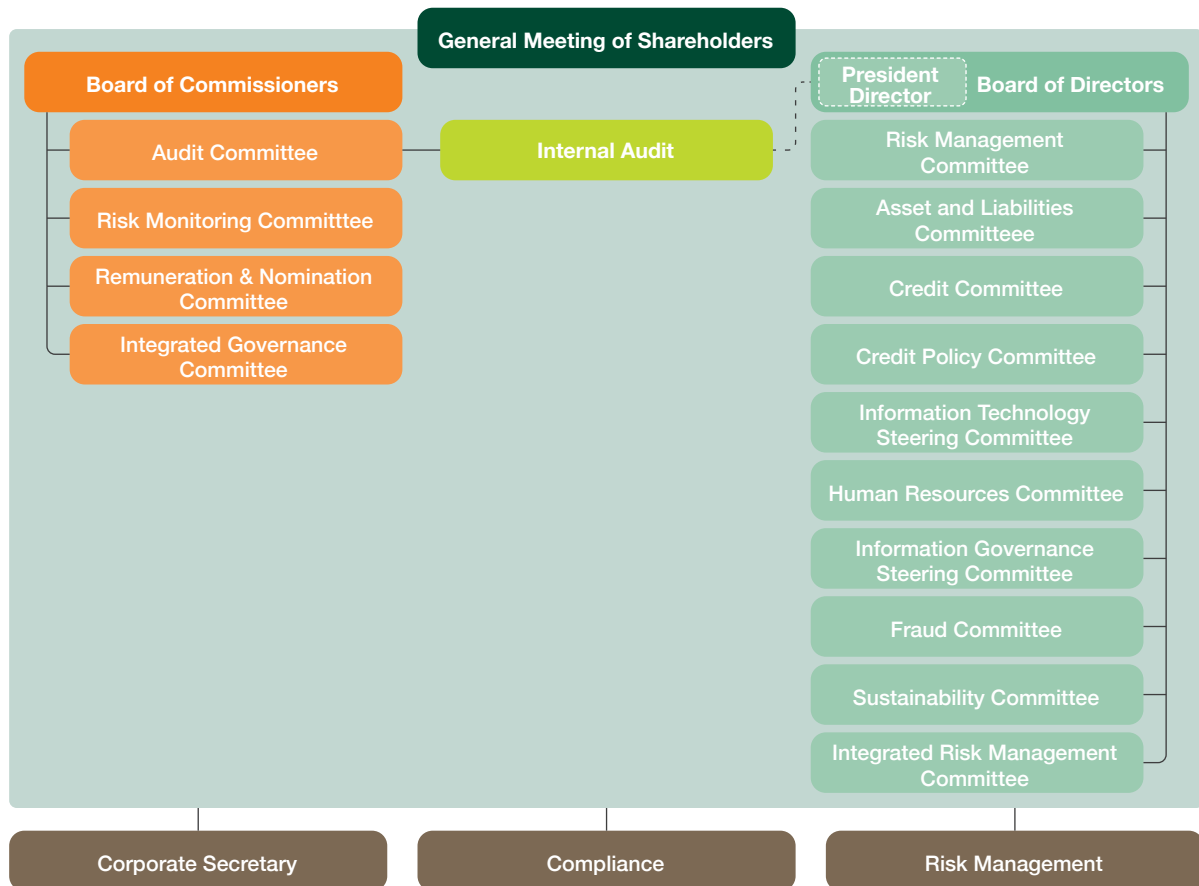 General Meeting of Shareholders
Board of Commissioners
Audit Committee
Risk Monitoring Committtee
Remuneration & Nomination
Committee
Integrated Governance
Committee
Internal Audit
President
Director
Board of Directors
Risk Management
Committee
Asset and Liabilities
Committeee
Credit Committee
Credit Policy Committee
Information Technology
Steering Committee
Human Resources Committee
Information Governance
Steering Committee
Fraud Committee
Sustainability Committee
Integrated Risk Management
Committee
Corporate Secretary
Compliance
Risk Management